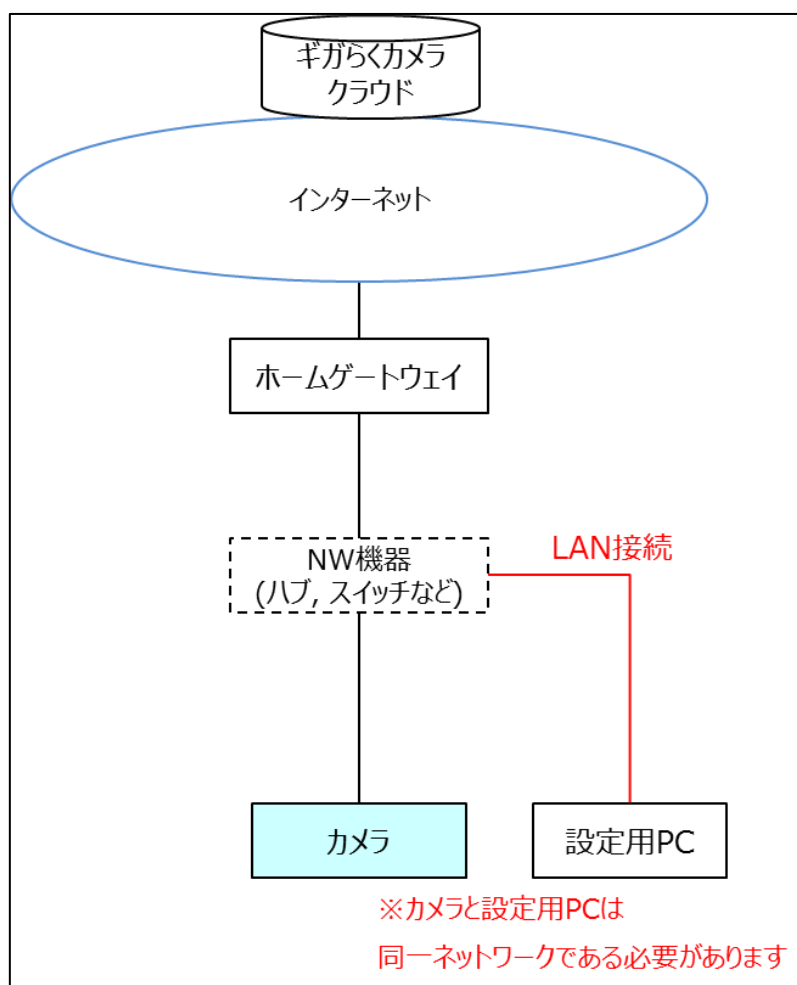 ギガらくカメラ
クラウド
インターネット
ホームゲートウェイ
NW機器
(ハブ, スイッチなど)
LAN接続
カメラ
設定用PC
※カメラと設定用PCは
同一ネットワークである必要があります